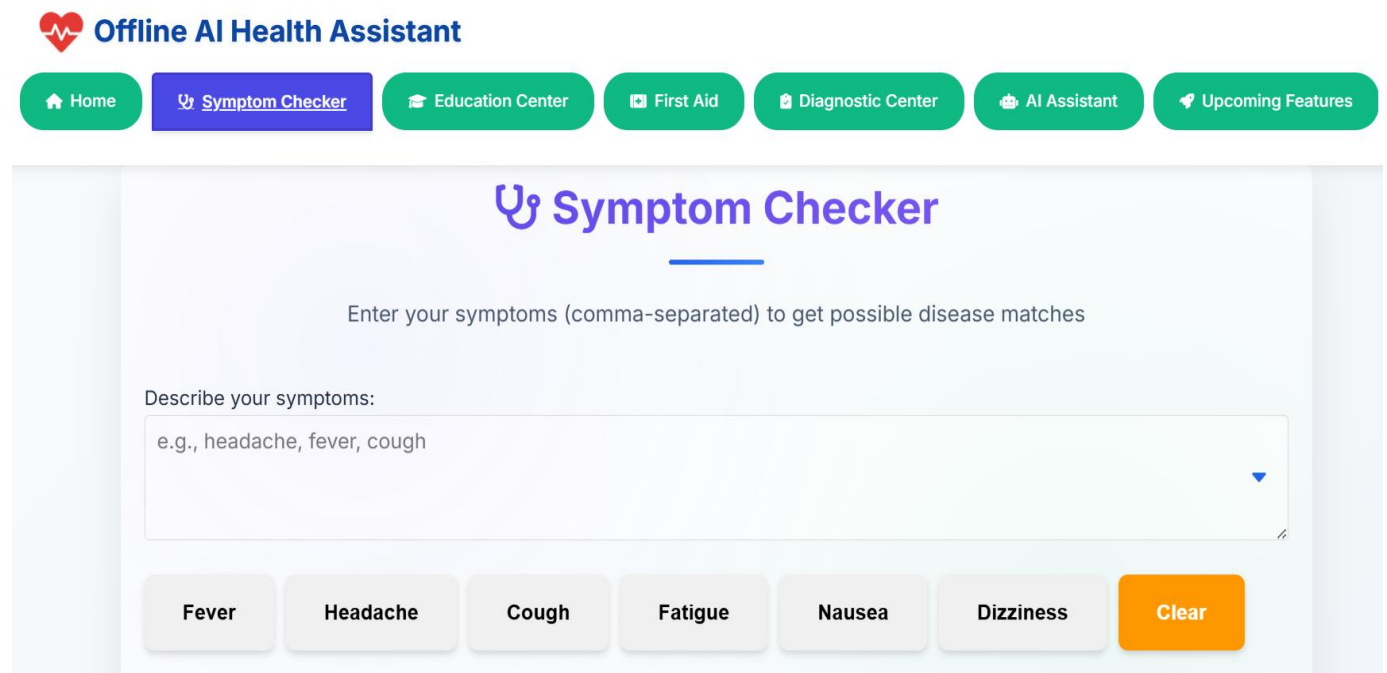 Offline AI Health Assistant
Home Symptom Checker Education Center First Aid Diagnostic Center AI Assistant Upcoming Features
Symptom Checker
Enter your symptoms (comma-separated) to get possible disease matches
Describe your symptoms:
e.g., headache, fever, cough
Fever Headache Cough Fatigue Nausea Dizziness Clear